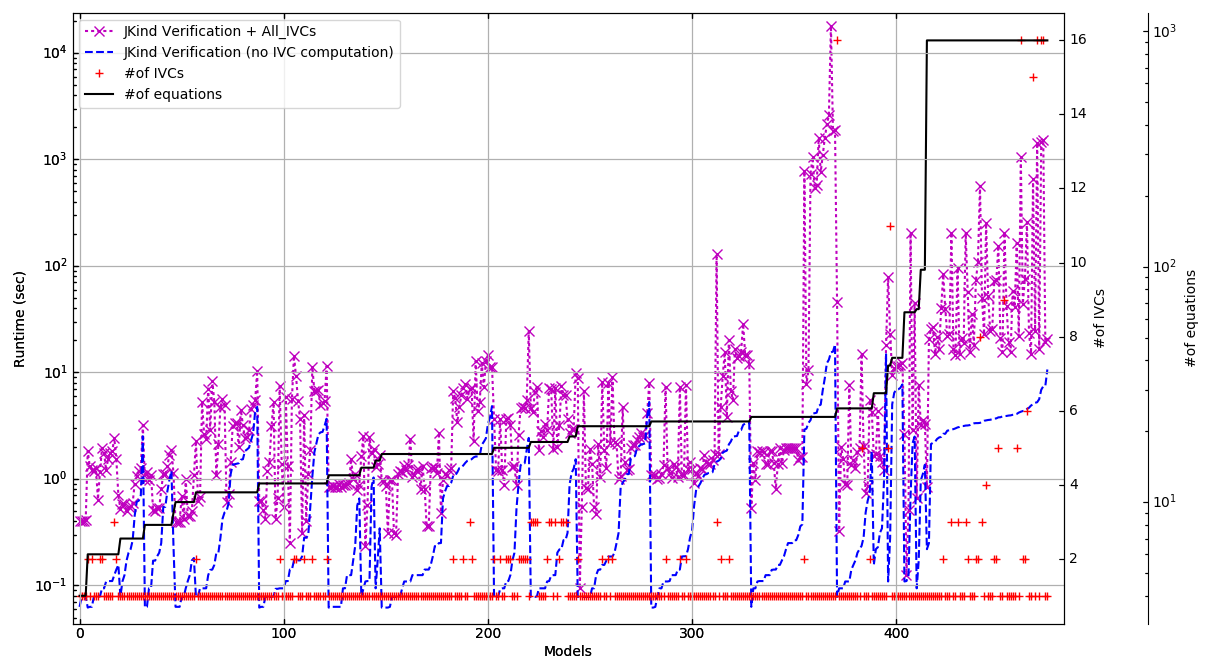 JKind Verification + All_IVCs
JKind Verification (no IVC computation)
#of IVCs
#of equations
Runtime (sec)
10⁴
10³
10²
10¹
10⁰
10⁻¹
0
100
200
300
400
Models
16
14
12
10
8
6
4
2
#of IVCs
10³
10²
10¹
#of equations